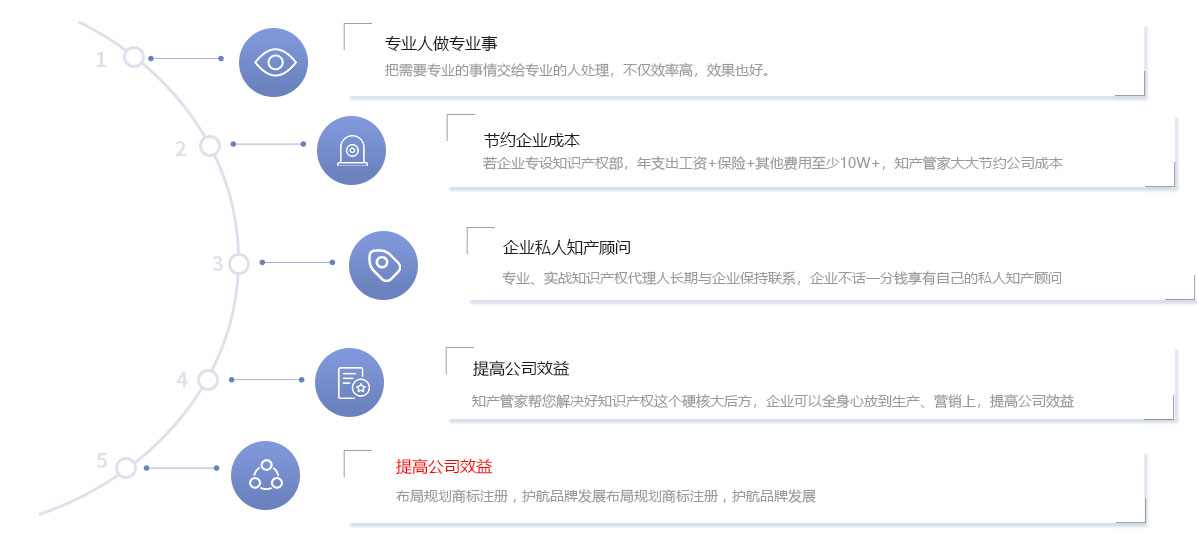 1
专业人做专业事
把需要专业的事情交给专业的人处理，不仅效率高，效果也好。
2
节约企业成本
若企业专设知识产权部，年支出工资+保险+其他费用至少10W+，知产管家大大节约公司成本
3
企业私人知产顾问
专业、实战知识产权代理人长期与企业保持联系，企业不话一分钱享有自己的私人知产顾问
4
提高公司效益
知产管家帮您解决好知识产权这个硬核大后方，企业可以全身心放到生产、营销上，提高公司效益
5
提高公司效益
布局规划商标注册，护航品牌发展布局规划商标注册，护航品牌发展